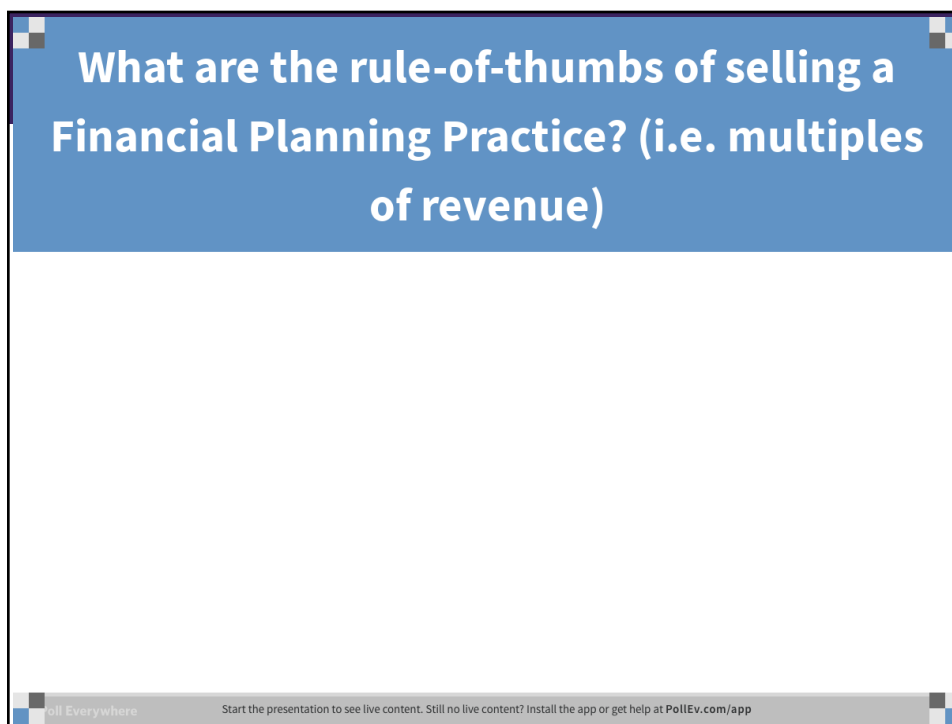 What are the rule-of-thumbs of selling a
Financial Planning Practice? (i.e. multiples
of revenue)
oll Everywhere
Start the presentation to see live content. Still no live content? Install the app or get help at PollEv.com/app